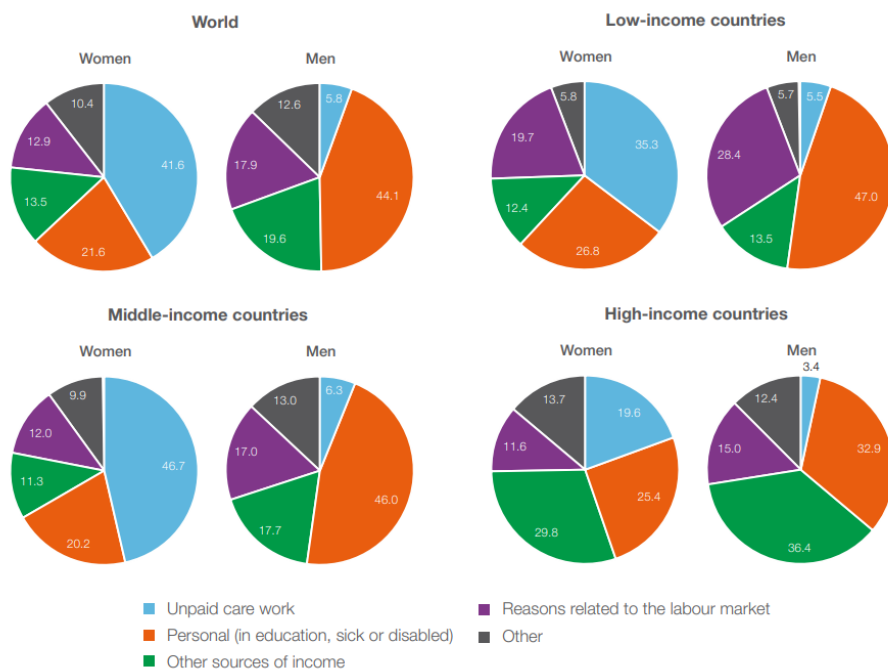 World
Low-income countries
Women
Men
Women
Men
10.4
12.9
13.5
21.6
41.6
12.6
5.8
17.9
19.6
44.1
5.8
19.7
12.4
26.8
35.3
5.7
5.5
28.4
13.5
47.0
Middle-income countries
High-income countries
Women
Men
Women
Men
9.9
12.0
11.3
20.2
46.7
13.0
6.3
17.0
17.7
46.0
13.7
19.6
11.6
29.8
25.4
3.4
12.4
15.0
32.9
36.4
Unpaid care work
Personal (in education, sick or disabled)
Other sources of income
Reasons related to the labour market
Other